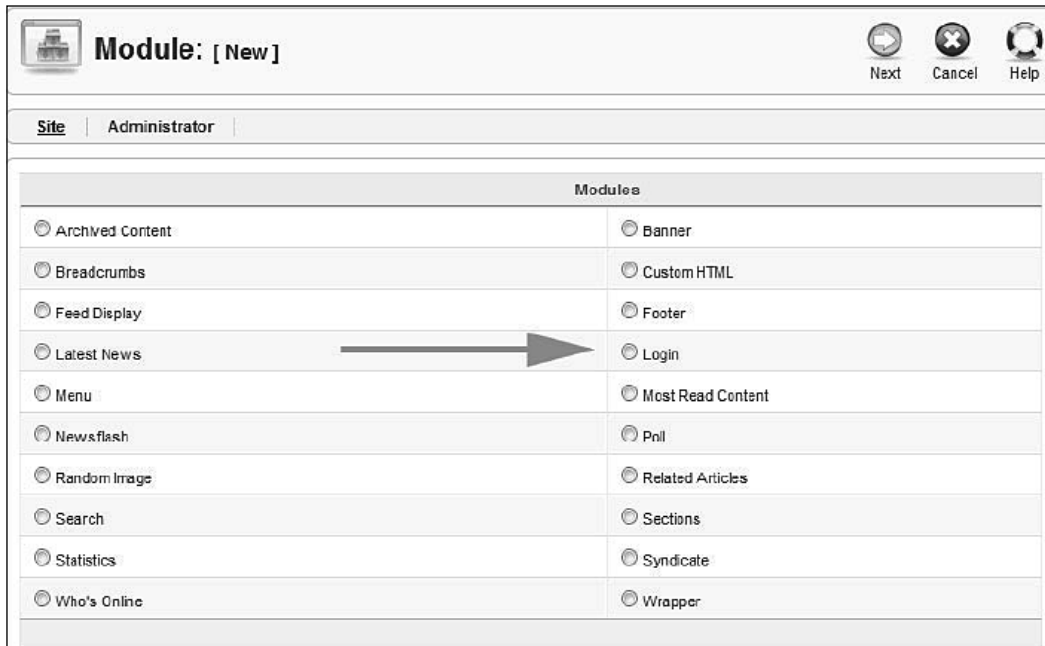 Module: [ New ]
Next Cancel Help
Site Administrator
Modules
Archived Content Banner
Breadcrumbs Custom HTML
Feed Display Footer
Latest News Login
Menu Most Read Content
Newsflash Poll
Random Image Related Articles
Search Sections
Statistics Syndicate
Who's Online Wrapper